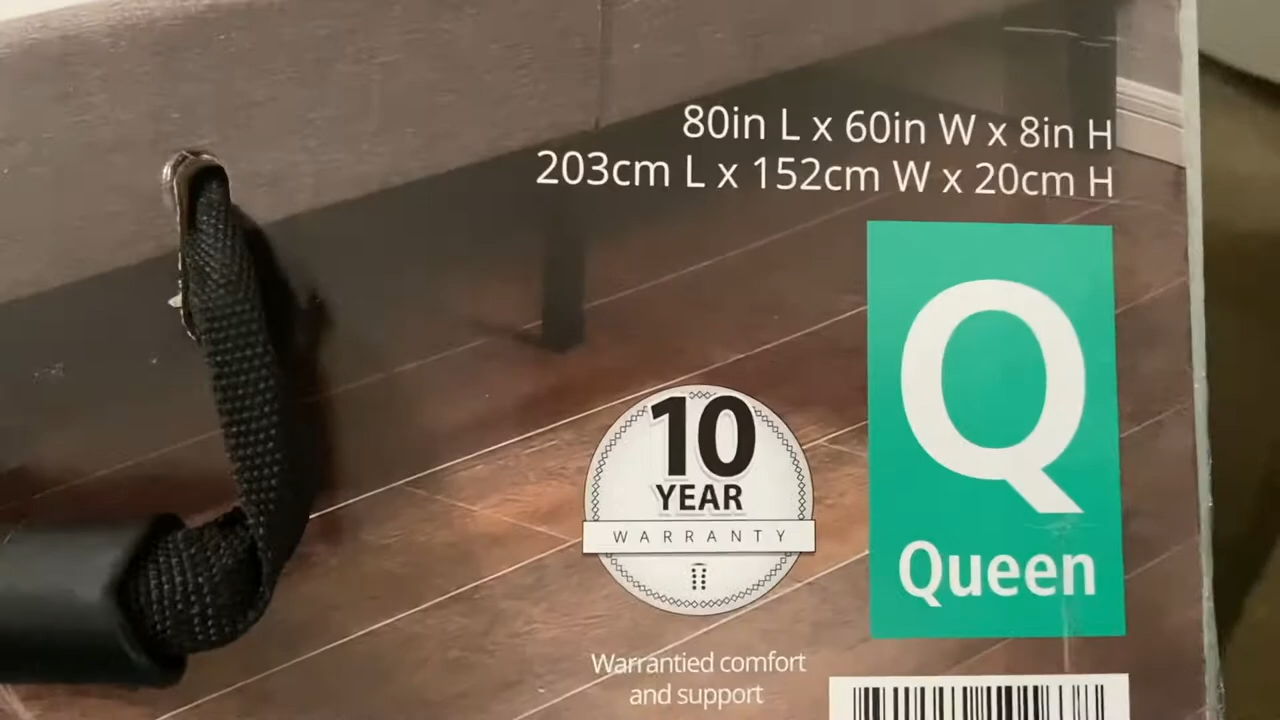 80in L x 60in W x 8in H
203cm L x 152cm W x 20cm H
Q
Queen
10
YEAR
WARRANTY
Warrantied comfort
and support